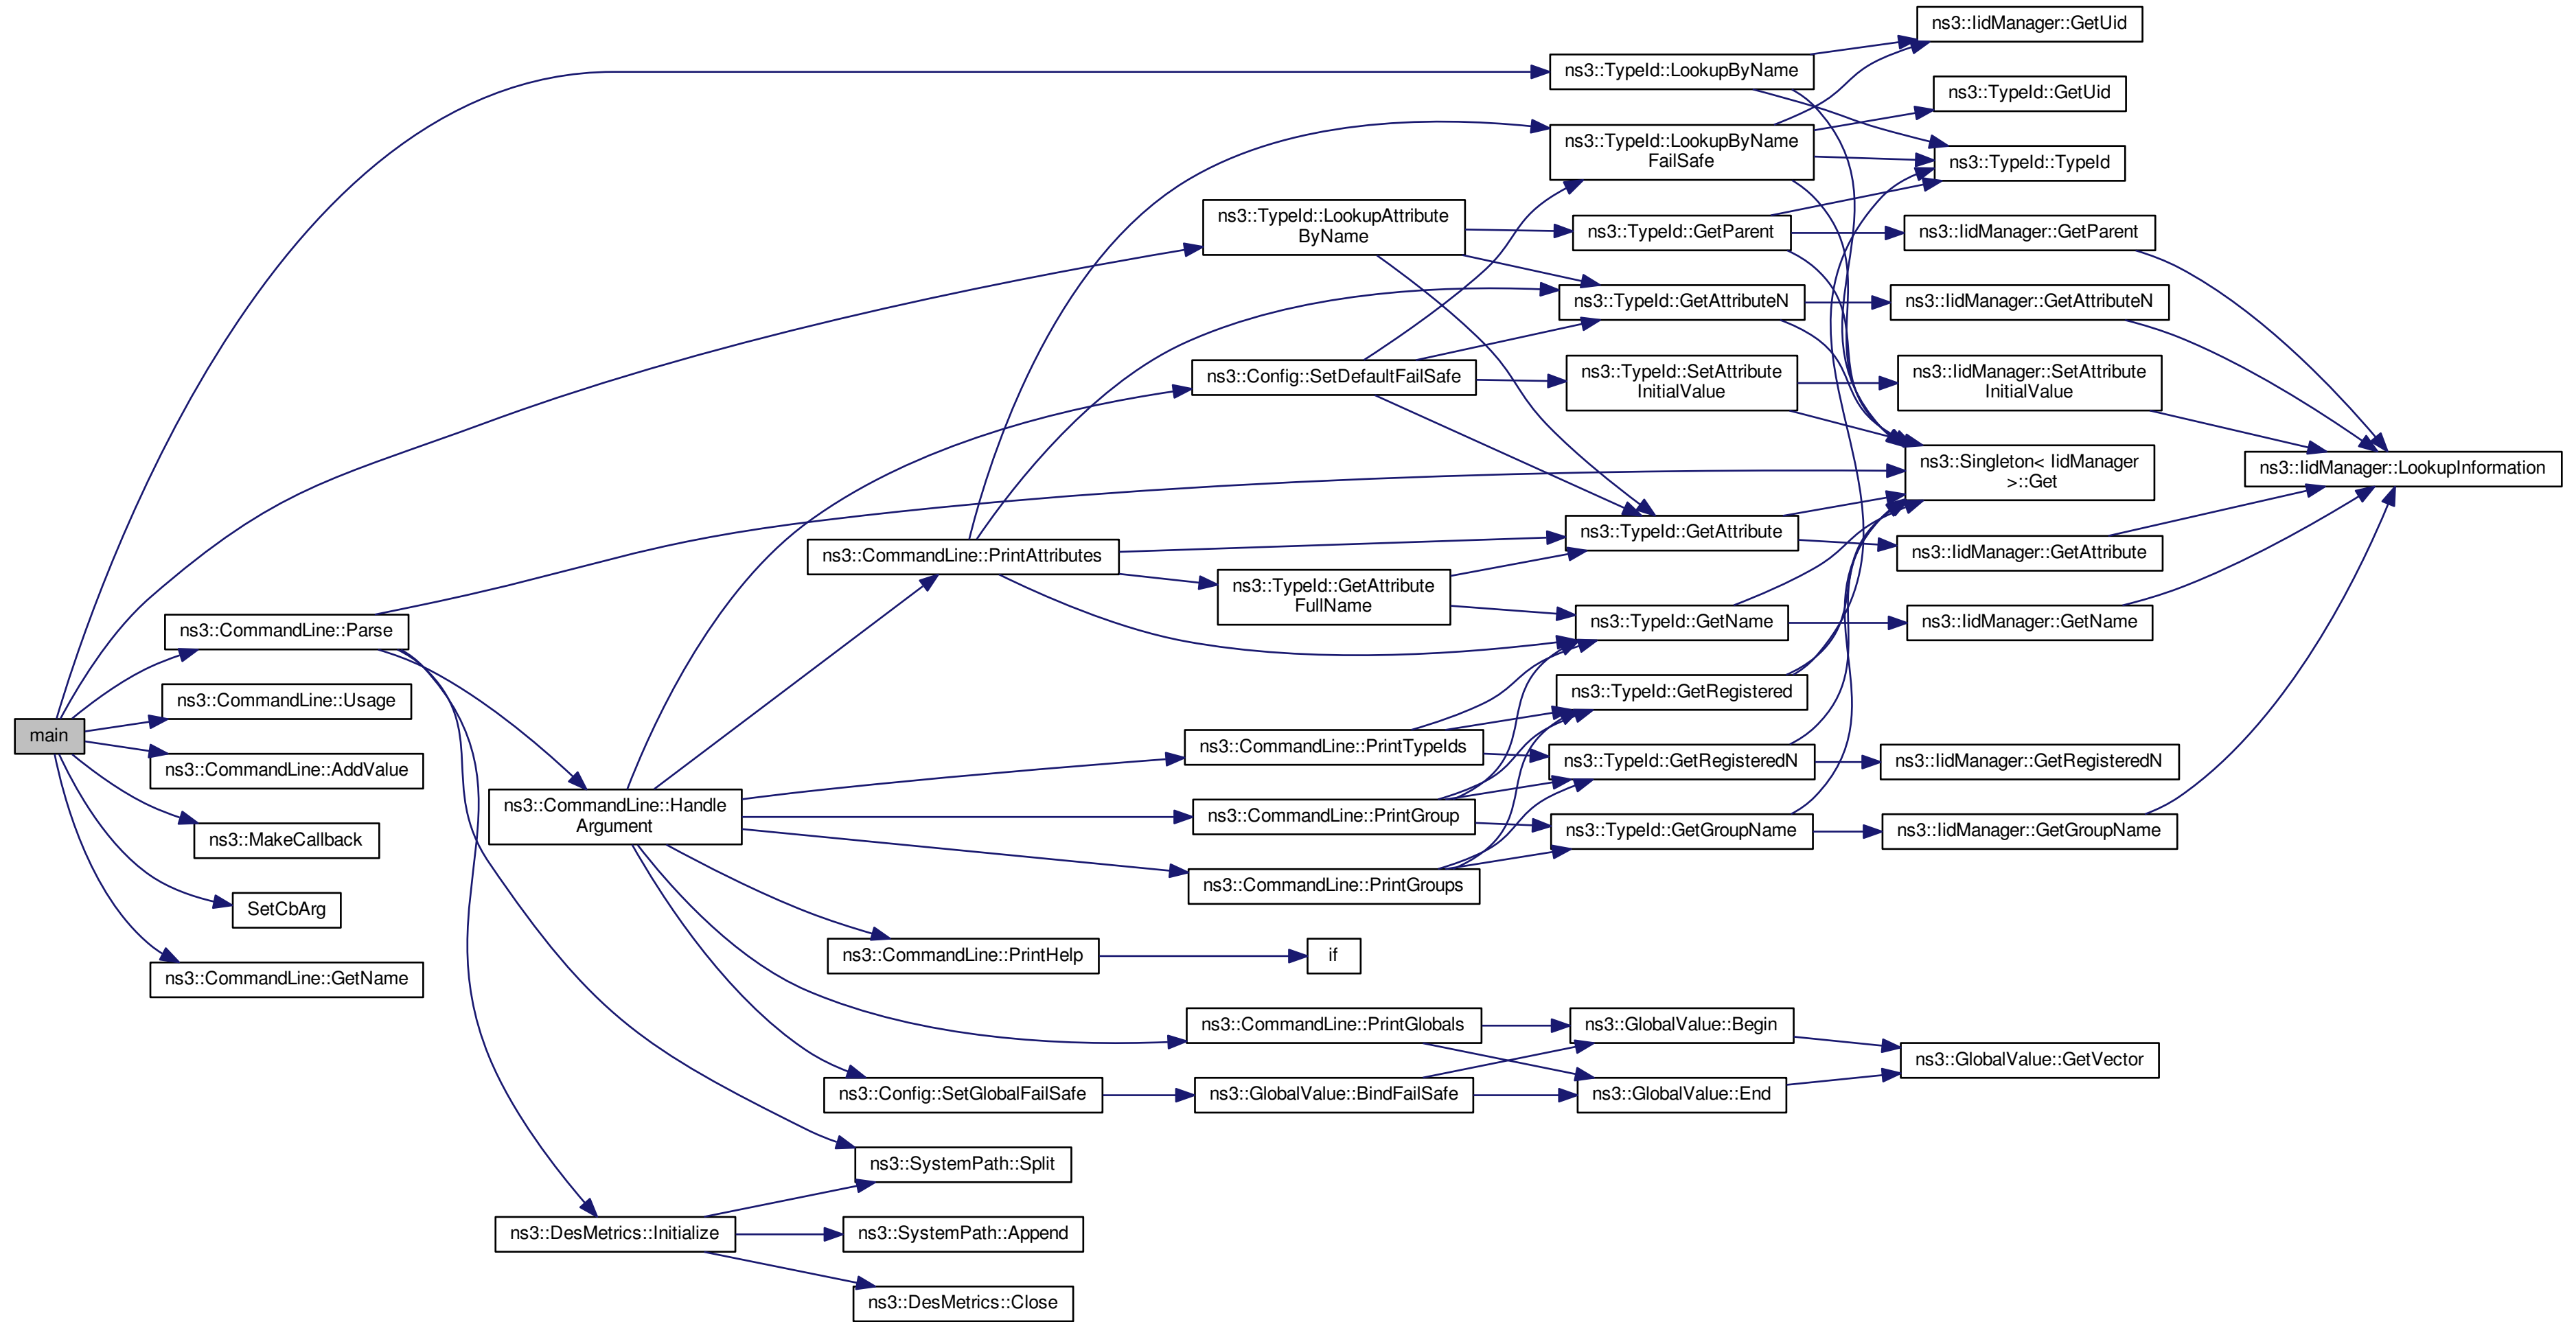 main
ns3::CommandLine::Parse
ns3::CommandLine::Usage
ns3::CommandLine::AddValue
ns3::MakeCallback
SetCbArg
ns3::CommandLine::GetName
ns3::CommandLine::Handle
Argument
ns3::DesMetrics::Initialize
ns3::CommandLine::PrintAttributes
ns3::CommandLine::PrintHelp
ns3::Config::SetGlobalFailSafe
ns3::SystemPath::Split
ns3::SystemPath::Append
ns3::DesMetrics::Close
ns3::TypeId::LookupAttribute
ByName
ns3::Config::SetDefaultFailSafe
ns3::TypeId::GetAttribute
FullName
ns3::CommandLine::PrintTypeIds
ns3::CommandLine::PrintGroup
ns3::CommandLine::PrintGroups
if
ns3::CommandLine::PrintGlobals
ns3::GlobalValue::BindFailSafe
ns3::TypeId::LookupByName
ns3::TypeId::LookupByName
FailSafe
ns3::TypeId::GetParent
ns3::TypeId::GetAttributeN
ns3::TypeId::SetAttribute
InitialValue
ns3::TypeId::GetAttribute
ns3::TypeId::GetName
ns3::TypeId::GetRegistered
ns3::TypeId::GetRegisteredN
ns3::TypeId::GetGroupName
ns3::GlobalValue::Begin
ns3::GlobalValue::End
ns3::IidManager::GetUid
ns3::TypeId::GetUid
ns3::TypeId::TypeId
ns3::IidManager::GetParent
ns3::IidManager::GetAttributeN
ns3::IidManager::SetAttribute
InitialValue
ns3::Singleton< IidManager
>::Get
ns3::IidManager::GetAttribute
ns3::IidManager::GetName
ns3::IidManager::GetRegisteredN
ns3::IidManager::GetGroupName
ns3::GlobalValue::GetVector
ns3::IidManager::LookupInformation